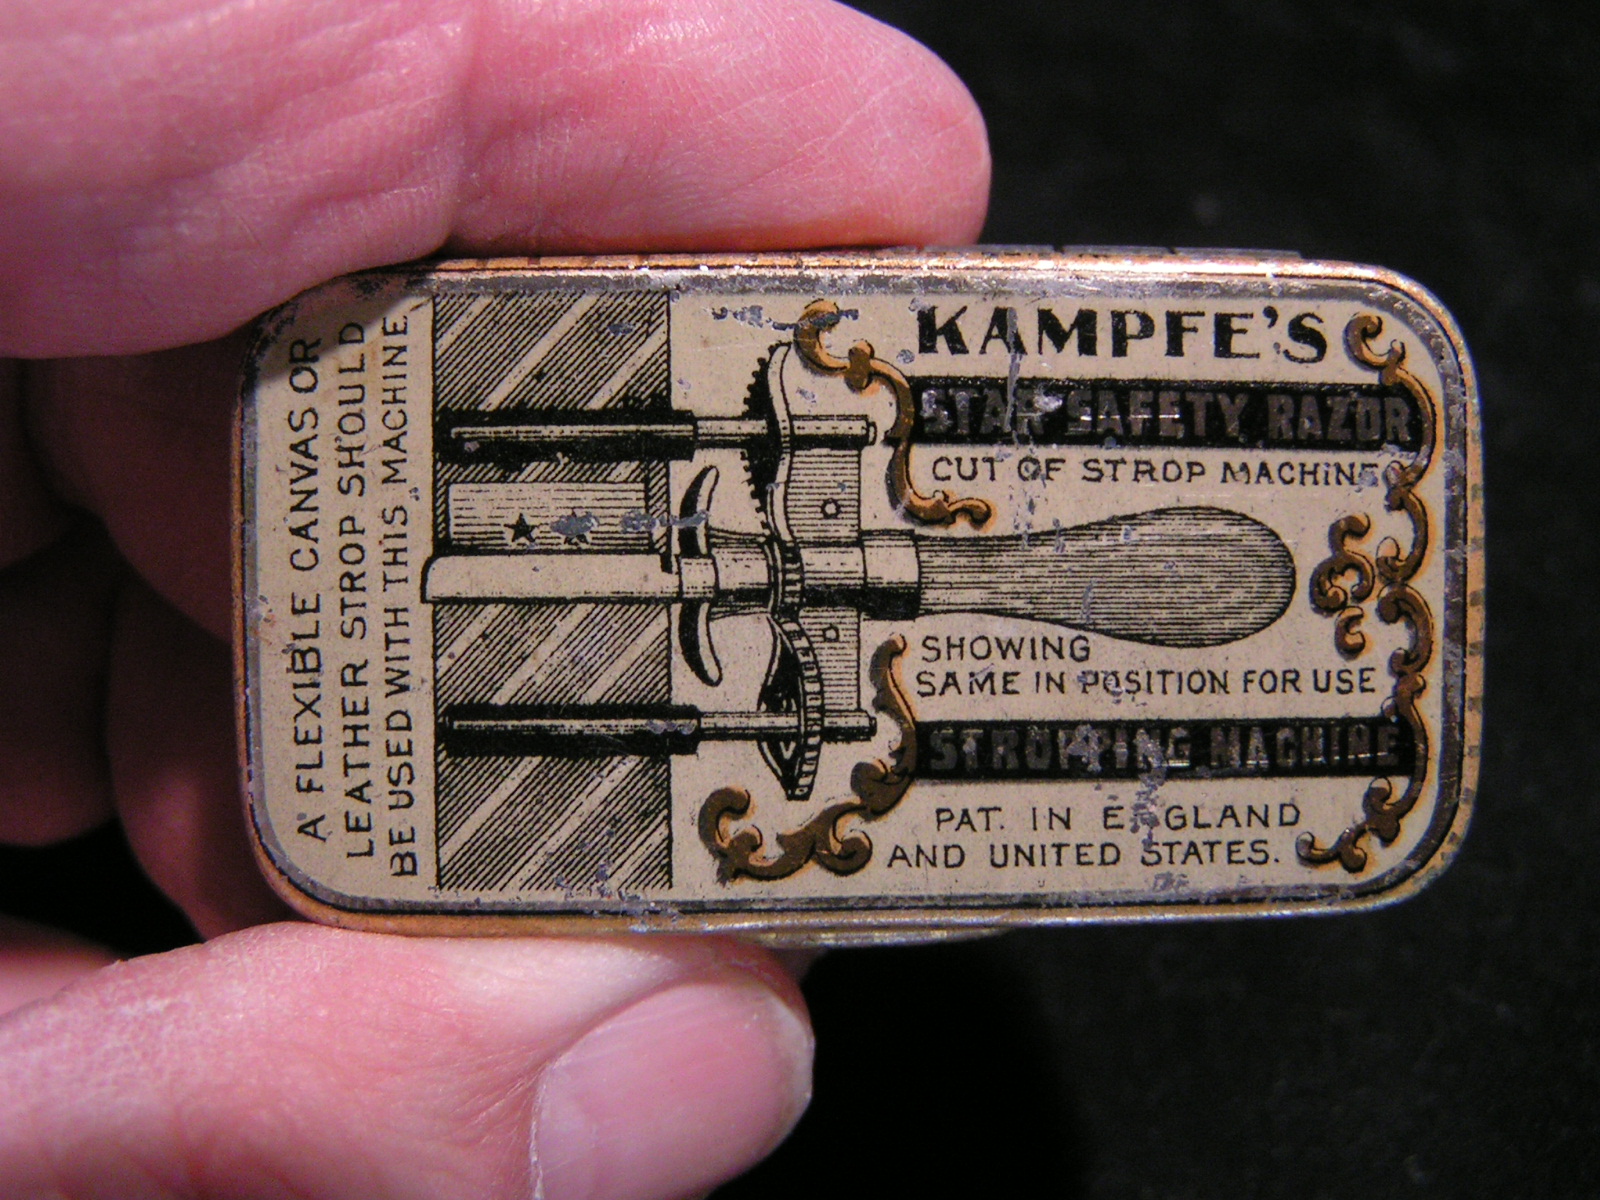 A FLEXIBLE CANVAS OR
LEATHER STROP SHOULD
BE USED WITH THIS MACHINE.
KAMPFE'S
STAR SAFETY RAZOR
CUT OF STROP MACHINE
SHOWING
SAME IN POSITION FOR USE
STROPPING MACHINE
PAT. IN ENGLAND
AND UNITED STATES.